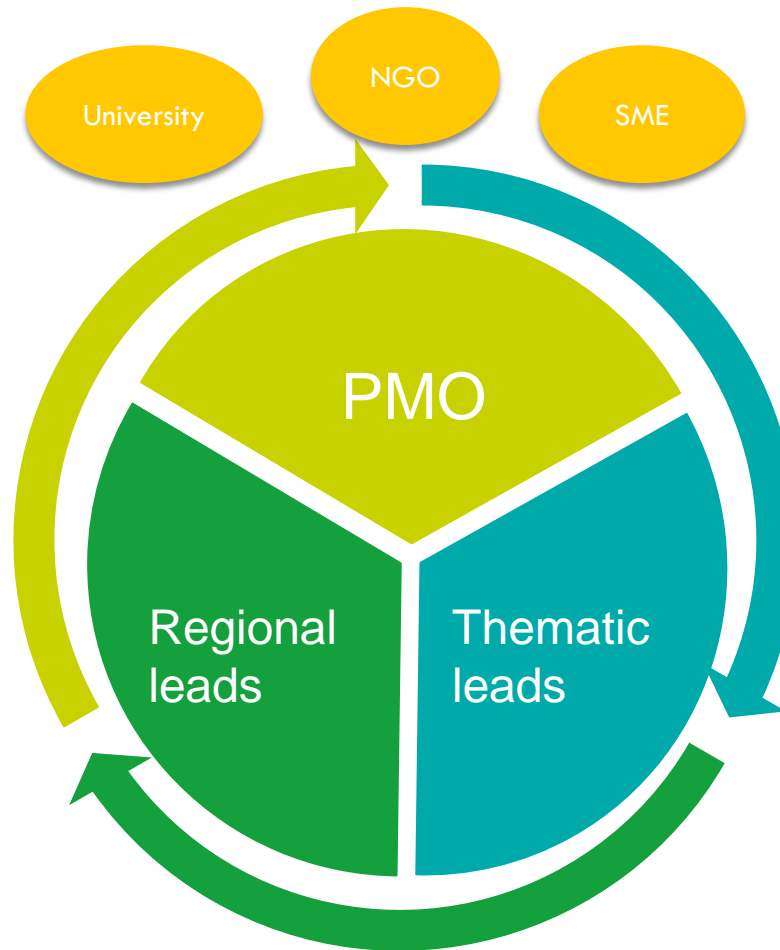 University
NGO
SME
PMO
Regional
leads
Thematic
leads